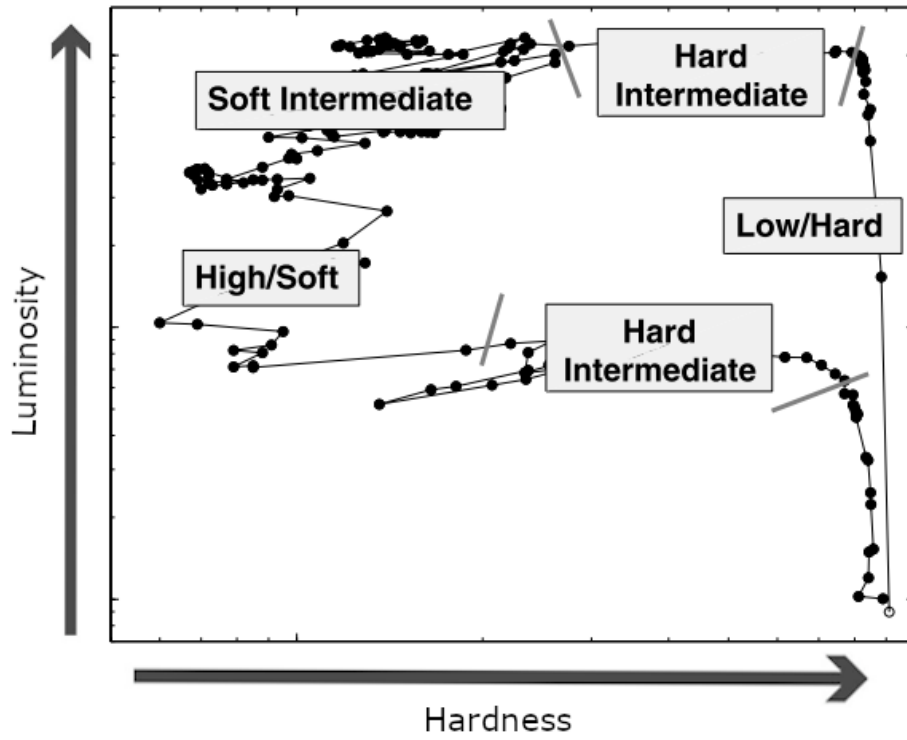 Luminosity
Soft Intermediate
Hard
Intermediate
Low/Hard
High/Soft
Hard
Intermediate
Hardness